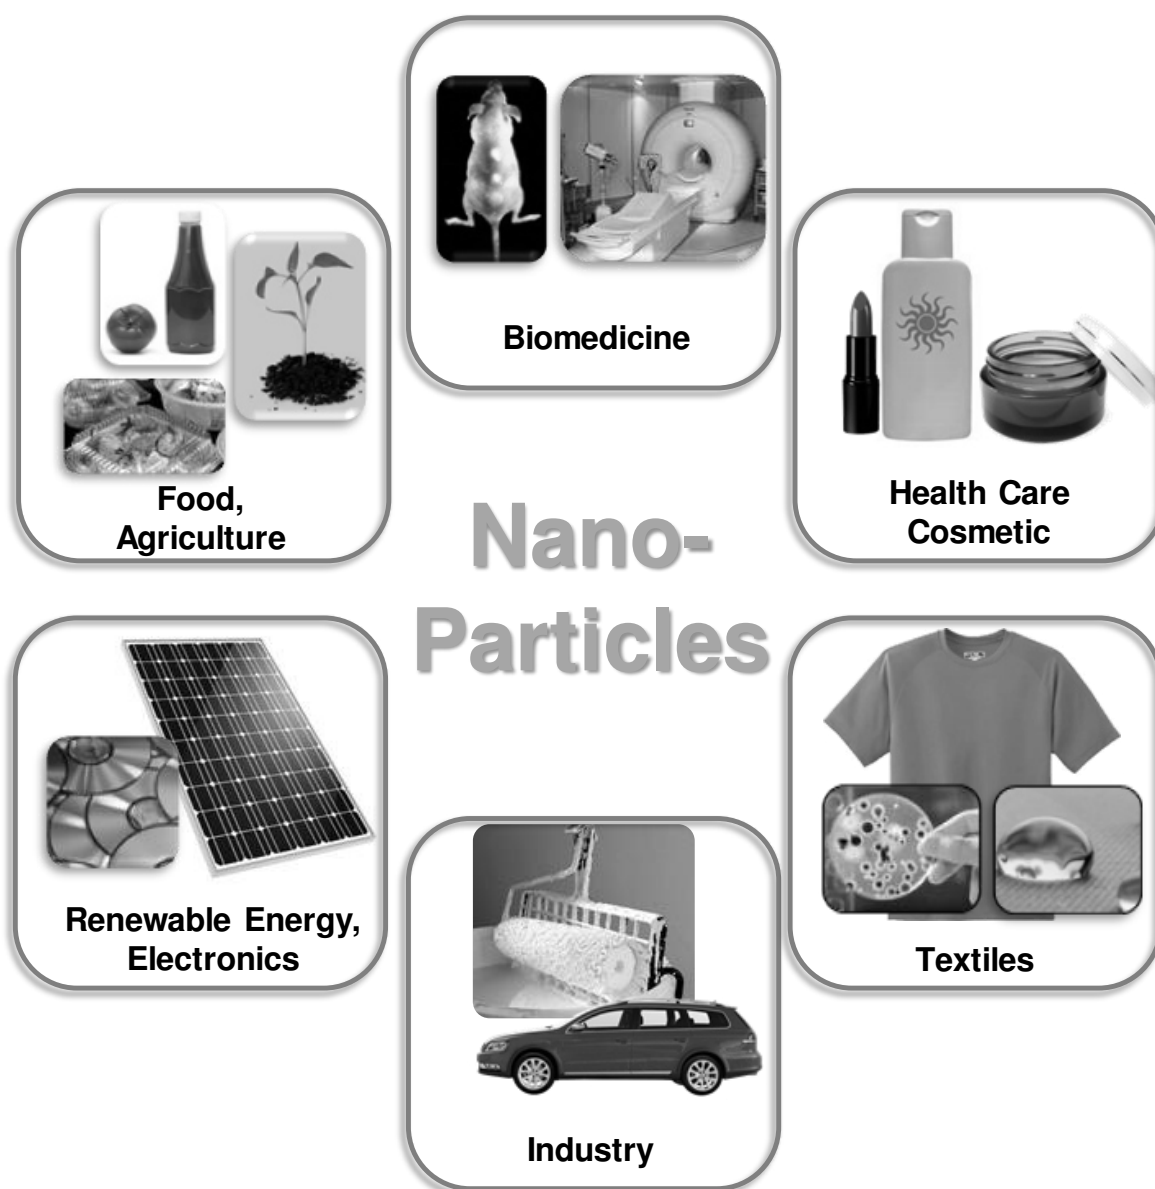 Biomedicine
Food,
Agriculture
Health Care
Cosmetic
Nano-
Particles
Renewable Energy,
Electronics
Textiles
Industry